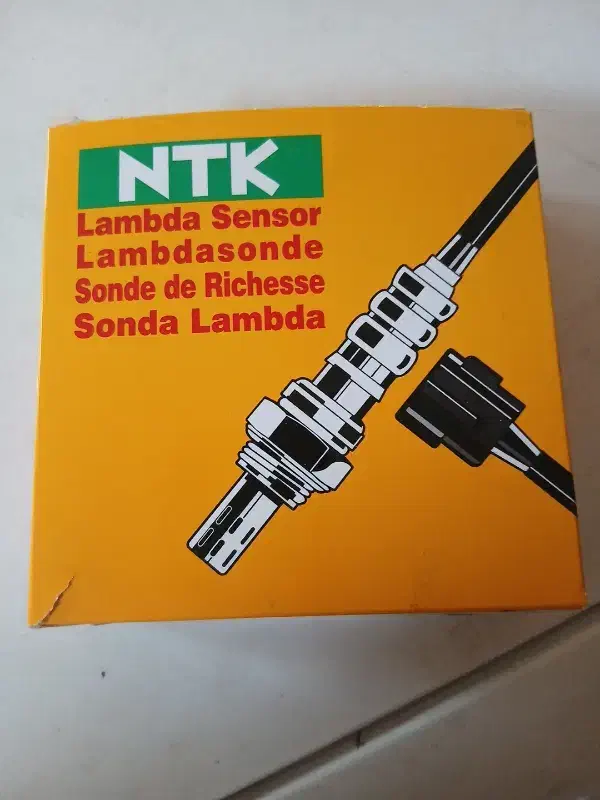 NTK
Lambda Sensor
Lambdasonde
Sonde de Richesse
Sonda Lambda